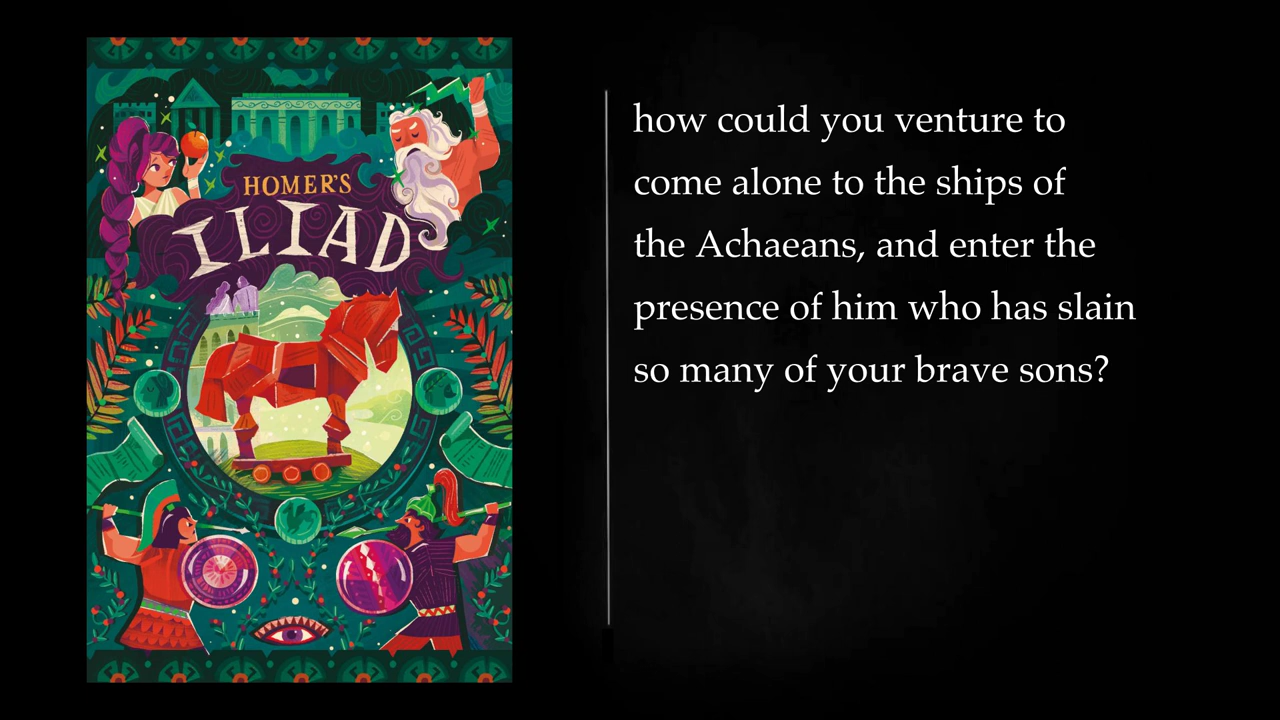 HOMER'S
ILIAD
how could you venture to
come alone to the ships of
the Achaeans, and enter the
presence of him who has slain
so many of your brave sons?